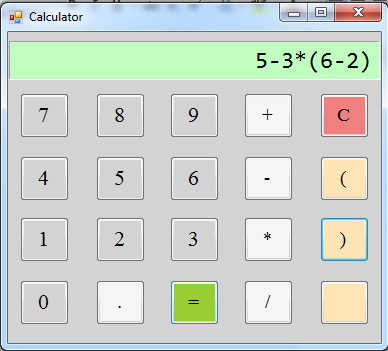 Calculator
5-3*(6-2)
7 8 9 + C
4 5 6 - (
1 2 3 * )
0 . = /